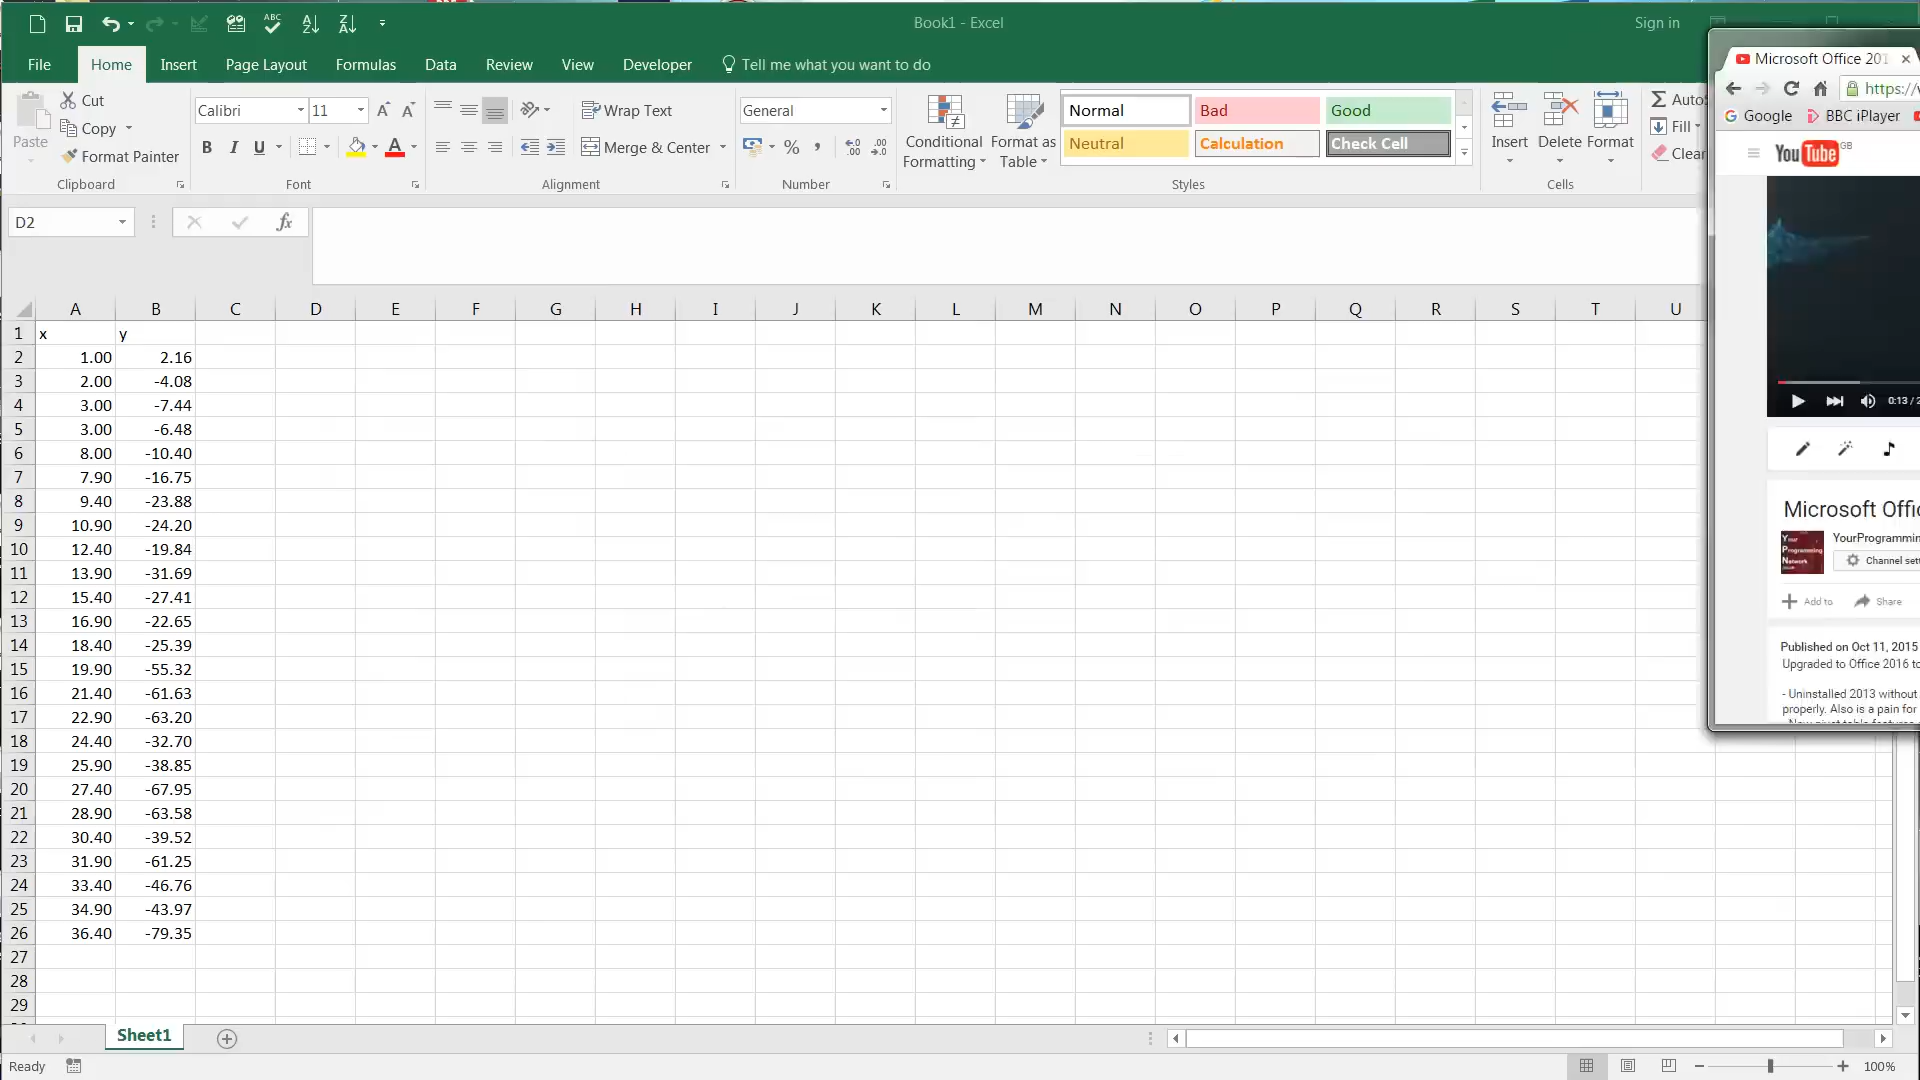 Book1 - Excel
Sign in
File Home Insert Page Layout Formulas Data Review View Developer Tell me what you want to do
Paste
Cut
Copy
Format Painter
Clipboard
Calibri 11
B I U
Font
Wrap Text
Merge & Center
Alignment
General
%
Number
Conditional Formatting
Format as Table
Normal Bad Good
Neutral Calculation Check Cell
Styles
Insert Delete Format
Cells
Auto
Fill
Clear
D2
fx
A B C D E F G H I J K L M N O P Q R S T U
1 x y
2 1.00 2.16
3 2.00 -4.08
4 3.00 -7.44
5 3.00 -6.48
6 8.00 -10.40
7 7.90 -16.75
8 9.40 -23.88
9 10.90 -24.20
10 12.40 -19.84
11 13.90 -31.69
12 15.40 -27.41
13 16.90 -22.65
14 18.40 -25.39
15 19.90 -55.32
16 21.40 -61.63
17 22.90 -63.20
18 24.40 -32.70
19 25.90 -38.85
20 27.40 -67.95
21 28.90 -63.58
22 30.40 -39.52
23 31.90 -61.25
24 33.40 -46.76
25 34.90 -43.97
26 36.40 -79.35
27
28
29
Sheet1
Ready
100%
Microsoft Office 201
https://
Google BBC iPlayer
YouTube GB
0:13 / 2
Microsoft Offic
Your Programming Network
YourProgrammin
Channel sett
Add to Share
Published on Oct 11, 2015
Upgraded to Office 2016 to
- Uninstalled 2013 without
properly. Also is a pain for